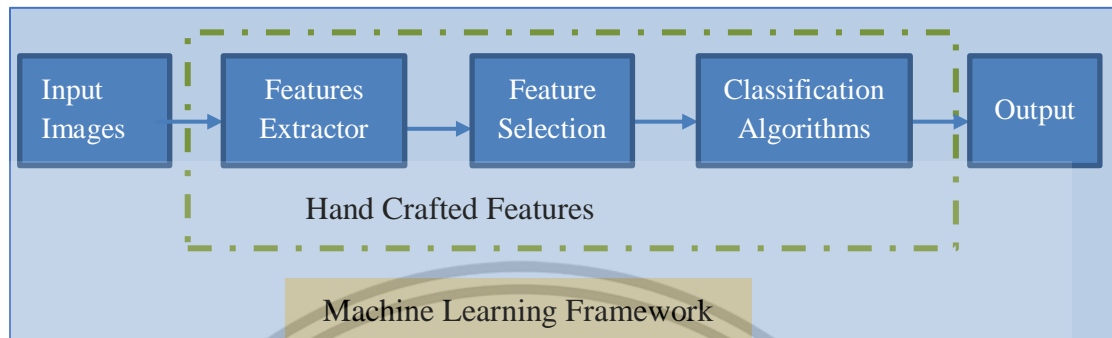 Input
Images
Features
Extractor
Feature
Selection
Classification
Algorithms
Output
Hand Crafted Features
Machine Learning Framework